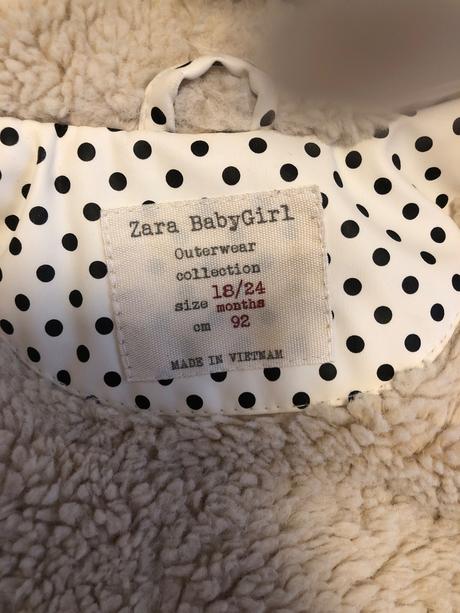 Zara BabyGirl
Outerwear
collection
size 18/24 months
cm 92
MADE IN VIETNAM